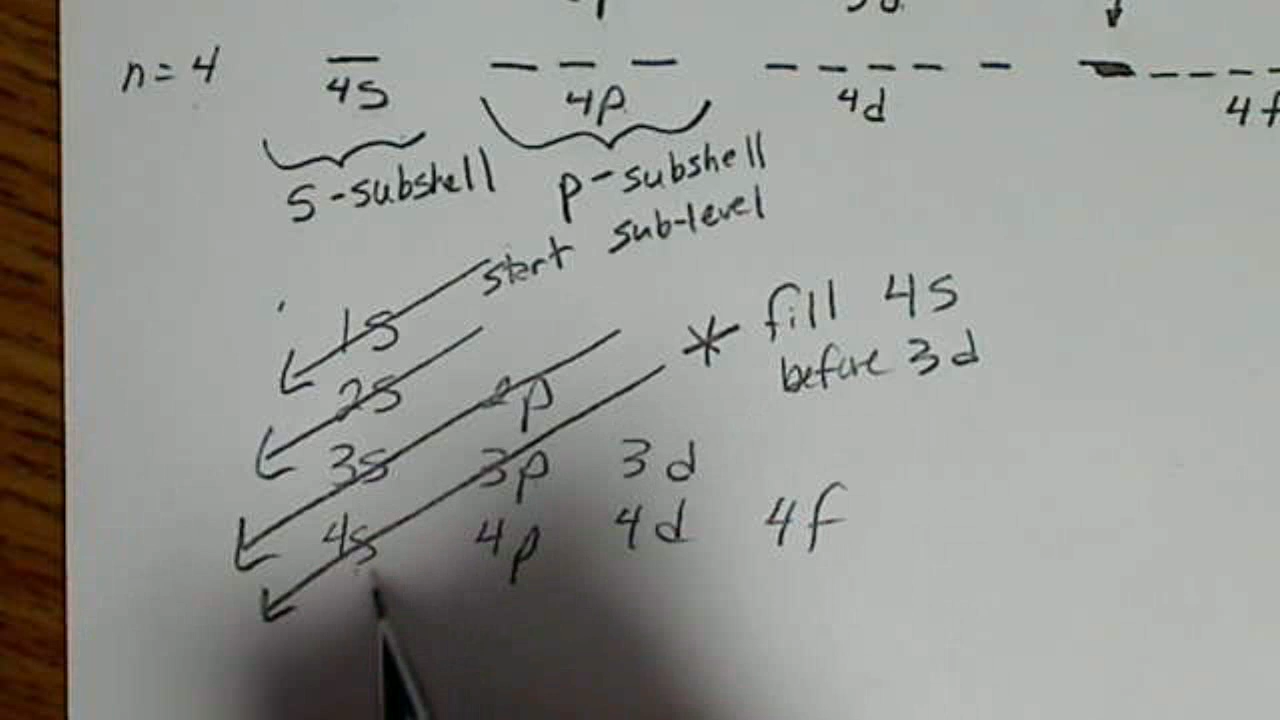 n = 4
4s 4p 4d 4f
s-subshell p-subshell
sub-level
start
1s
2s 2p
3s 3p 3d
4s 4p 4d 4f
* fill 4s
before 3d